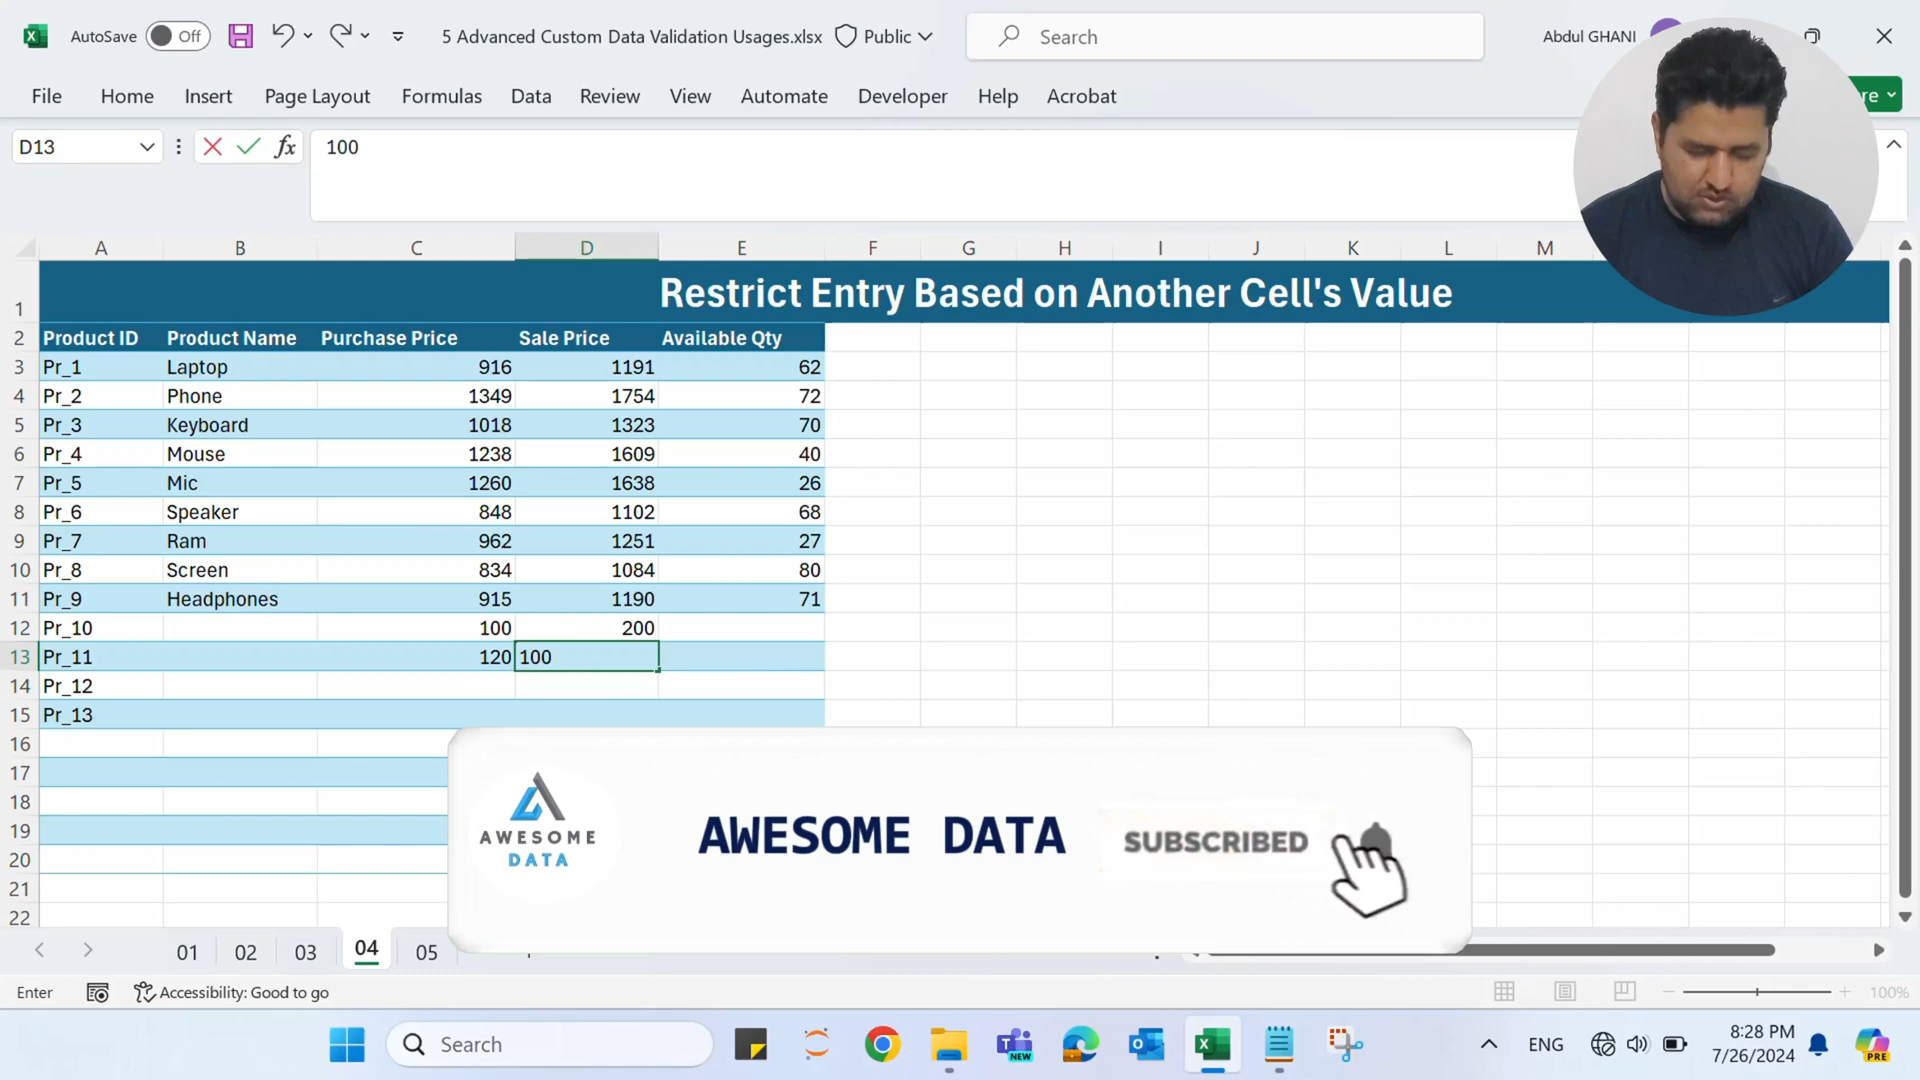 AutoSave Off 5 Advanced Custom Data Validation Usages.xlsx Public Search Abdul GHANI
File Home Insert Page Layout Formulas Data Review View Automate Developer Help Acrobat re
D13 fx 100
A B C D E F G H I J K L M
1 Restrict Entry Based on Another Cell's Value
2 Product ID Product Name Purchase Price Sale Price Available Qty
3 Pr_1 Laptop 916 1191 62
4 Pr_2 Phone 1349 1754 72
5 Pr_3 Keyboard 1018 1323 70
6 Pr_4 Mouse 1238 1609 40
7 Pr_5 Mic 1260 1638 26
8 Pr_6 Speaker 848 1102 68
9 Pr_7 Ram 962 1251 27
10 Pr_8 Screen 834 1084 80
11 Pr_9 Headphones 915 1190 71
12 Pr_10 100 200
13 Pr_11 120 100
14 Pr_12
15 Pr_13
16
17
18
19
20
21
22
AWESOME
DATA
AWESOME DATA SUBSCRIBED
01 02 03 04 05
Enter Accessibility: Good to go 100%
Search T NEW ENG 8:28 PM
7/26/2024 PRE